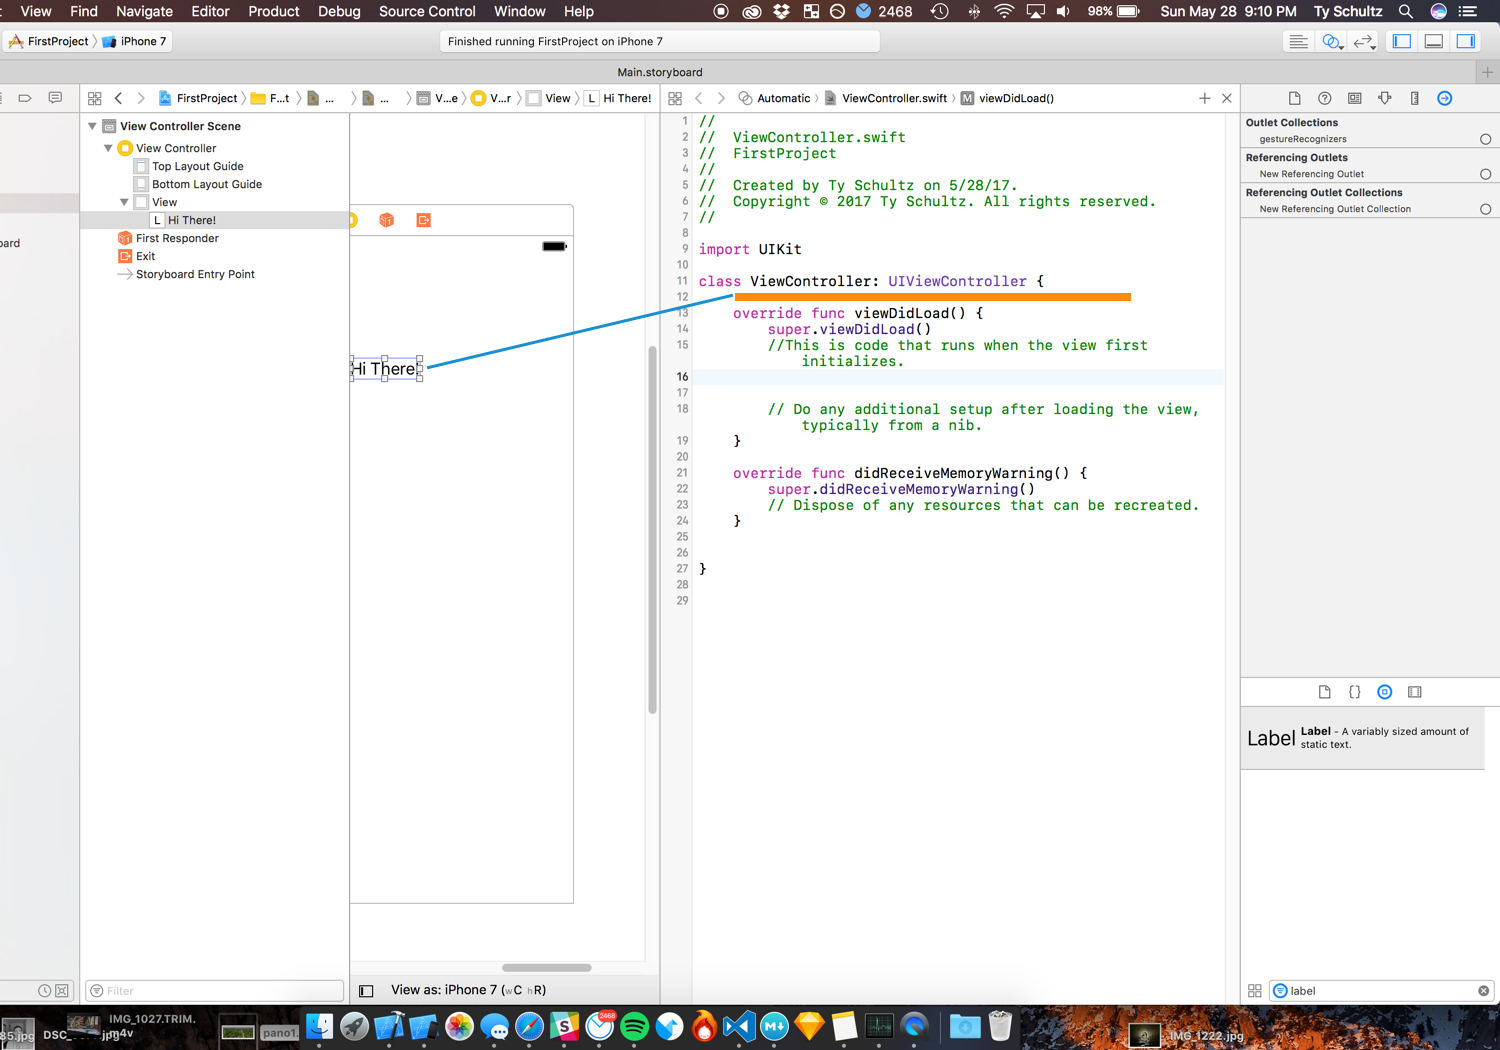 View Find Navigate Editor Product Debug Source Control Window Help 2468 98% Sun May 28 9:10 PM Ty Schultz
FirstProject iPhone 7 Finished running FirstProject on iPhone 7
Main.storyboard
FirstProject F...t ... ... V...e V...r View L Hi There!
Automatic ViewController.swift M viewDidLoad()
View Controller Scene
View Controller
Top Layout Guide
Bottom Layout Guide
View
L Hi There!
First Responder
Exit
Storyboard Entry Point
oard
Filter
Hi There!
View as: iPhone 7 (wC hR)
1 //
2 // ViewController.swift
3 // FirstProject
4 //
5 // Created by Ty Schultz on 5/28/17.
6 // Copyright © 2017 Ty Schultz. All rights reserved.
7 //
8
9 import UIKit
10
11 class ViewController: UIViewController {
12
13 override func viewDidLoad() {
14 super.viewDidLoad()
15 //This is code that runs when the view first
initializes.
16
17
18 // Do any additional setup after loading the view,
typically from a nib.
19 }
20
21 override func didReceiveMemoryWarning() {
22 super.didReceiveMemoryWarning()
23 // Dispose of any resources that can be recreated.
24 }
25
26
27 }
28
29
Outlet Collections
gestureRecognizers
Referencing Outlets
New Referencing Outlet
Referencing Outlet Collections
New Referencing Outlet Collection
Label
Label - A variably sized amount of
static text.
label
IMG_1027.TRIM.
m4v
85.jpg DSC_ .jpg pano1.
2468
S
M
IMG_1222.jpg